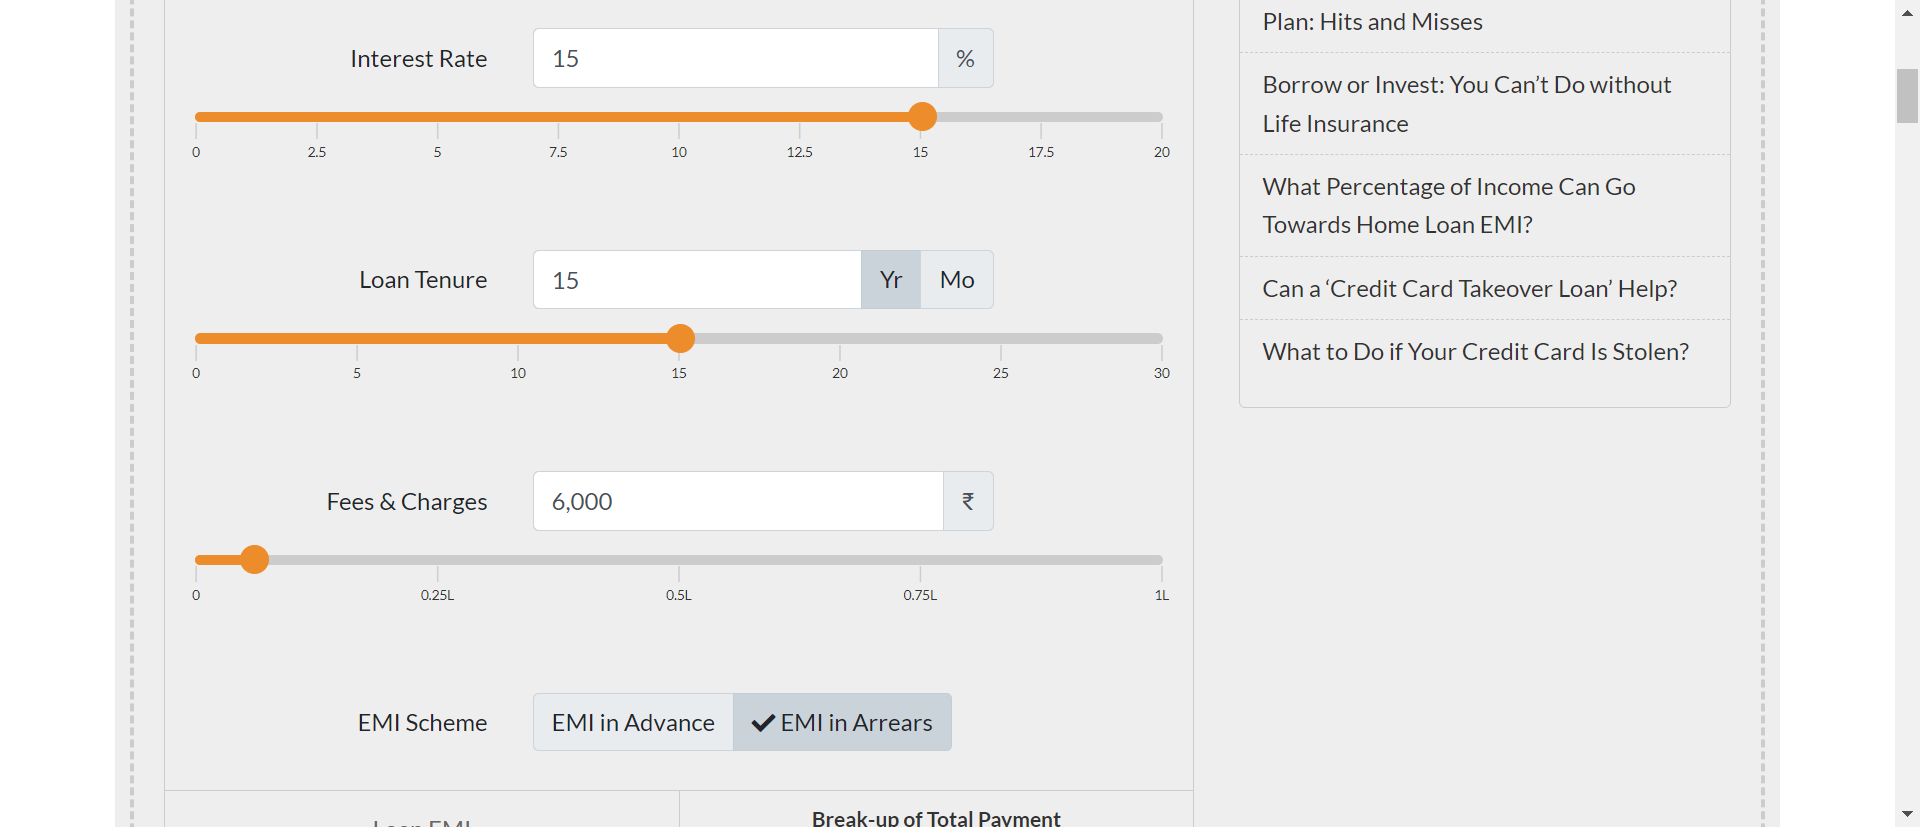 Interest Rate
15
%
0 2.5 5 7.5 10 12.5 15 17.5 20
Loan Tenure
15
Yr
Mo
0 5 10 15 20 25 30
Fees & Charges
6,000
₹
0 0.25L 0.5L 0.75L 1L
EMI Scheme
EMI in Advance
EMI in Arrears
Loan EMI
Break-up of Total Payment
Plan: Hits and Misses
Borrow or Invest: You Can’t Do without
Life Insurance
What Percentage of Income Can Go
Towards Home Loan EMI?
Can a ‘Credit Card Takeover Loan’ Help?
What to Do if Your Credit Card Is Stolen?